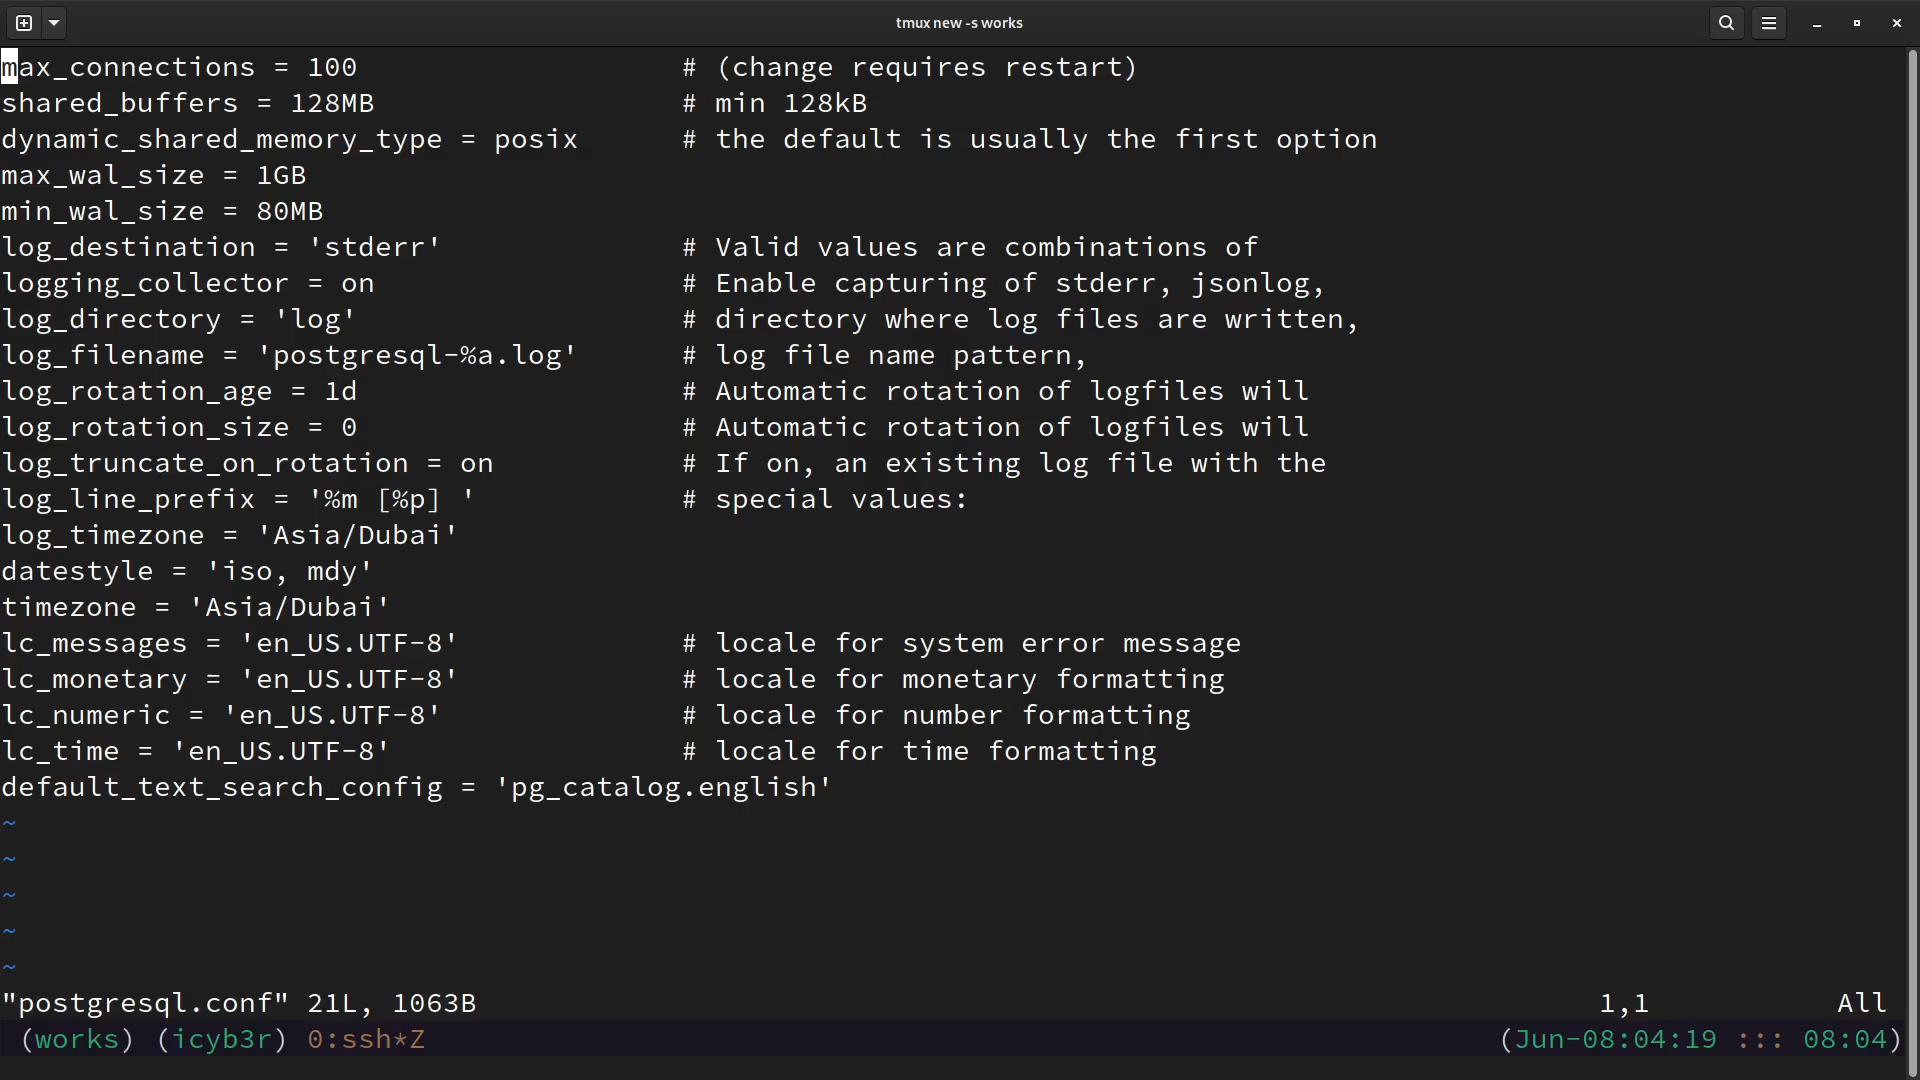 tmux new -s works
max_connections = 100 # (change requires restart)
shared_buffers = 128MB # min 128kB
dynamic_shared_memory_type = posix # the default is usually the first option
max_wal_size = 1GB
min_wal_size = 80MB
log_destination = 'stderr' # Valid values are combinations of
logging_collector = on # Enable capturing of stderr, jsonlog,
log_directory = 'log' # directory where log files are written,
log_filename = 'postgresql-%a.log' # log file name pattern,
log_rotation_age = 1d # Automatic rotation of logfiles will
log_rotation_size = 0 # Automatic rotation of logfiles will
log_truncate_on_rotation = on # If on, an existing log file with the
log_line_prefix = '%m [%p] ' # special values:
log_timezone = 'Asia/Dubai'
datestyle = 'iso, mdy'
timezone = 'Asia/Dubai'
lc_messages = 'en_US.UTF-8' # locale for system error message
lc_monetary = 'en_US.UTF-8' # locale for monetary formatting
lc_numeric = 'en_US.UTF-8' # locale for number formatting
lc_time = 'en_US.UTF-8' # locale for time formatting
default_text_search_config = 'pg_catalog.english'
~
~
~
~
~
"postgresql.conf" 21L, 1063B 1,1 All
(works) (icyb3r) 0:ssh*Z (Jun-08:04:19 ::: 08:04)